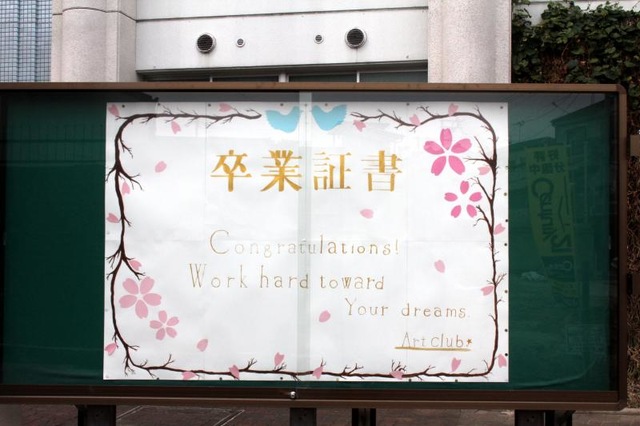 卒業証書
Congratulations!
Work hard toward
Your dreams.
Art club*